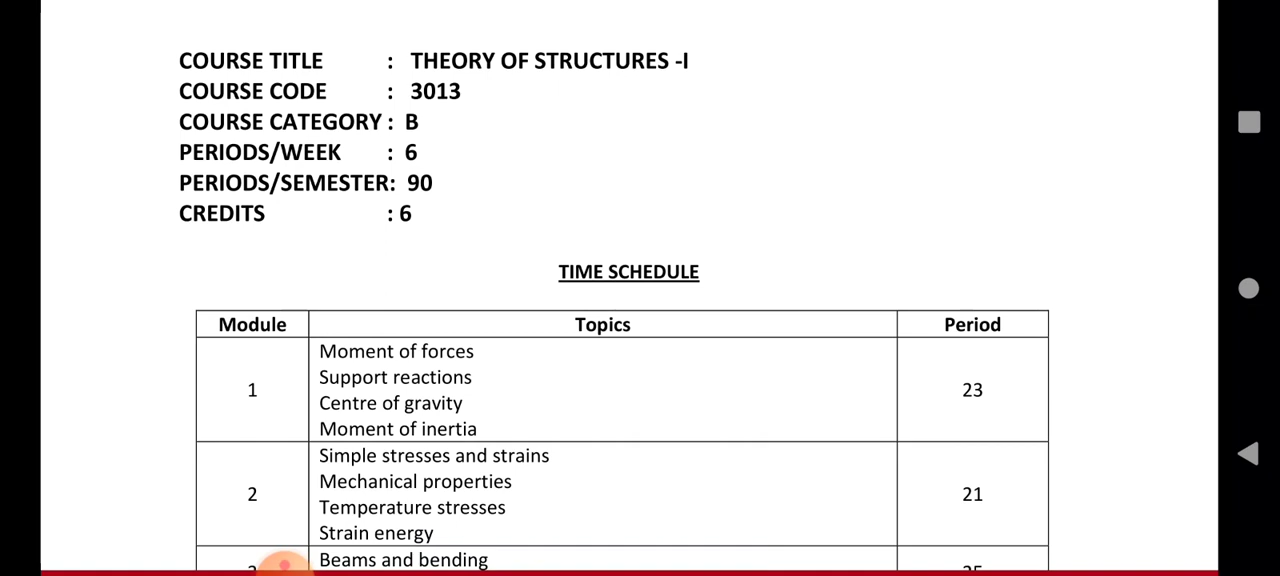 COURSE TITLE : THEORY OF STRUCTURES -I
COURSE CODE : 3013
COURSE CATEGORY : B
PERIODS/WEEK : 6
PERIODS/SEMESTER: 90
CREDITS : 6
TIME SCHEDULE
Module Topics Period
Moment of forces
Support reactions
1 23
Centre of gravity
Moment of inertia
Simple stresses and strains
Mechanical properties
2 21
Temperature stresses
Strain energy
Beams and bending